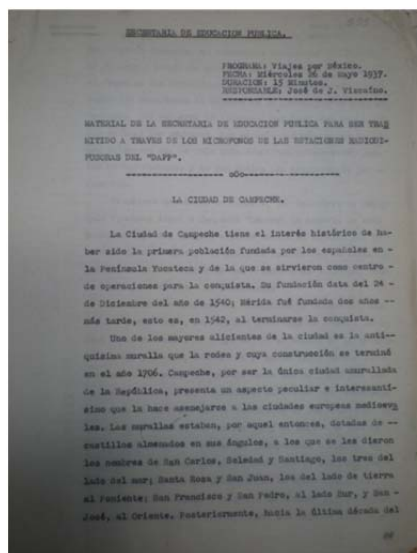 SECRETARIA DE EDUCACION PUBLICA.
PROGRAMA: Viajes por México.
FECHA: Miércoles 26 de mayo 1937.
DURACION: 15 Minutos.
RESPONSABLE: José de J. Vizcaíno.
MATERIAL DE LA SECRETARIA DE EDUCACION PUBLICA PARA SER TRAS
MITIDO A TRAVES DE LOS MICROFONOS DE LAS ESTACIONES RADIODI-
FUSORAS DEL "DAPP".
------------------ oOo------------------
LA CIUDAD DE CAMPECHE.
La Ciudad de Campeche tiene el interés histórico de ha-
ber sido la primera población fundada por los españoles en -
la Península Yucateca y de la que se sirvieron como centro -
de operaciones para la conquista. Su fundación data del 24 -
de Diciembre del año de 1540; Mérida fué fundada dos años --
más tarde, esto es, en 1542, al terminarse la conquista.
Uno de los mayores alicientes de la ciudad es la anti--
quísima muralla que la rodea y cuya construcción se terminó
en el año 1706. Campeche, por ser la única ciudad amurallada
de la República, presenta un aspecto peculiar e interesantí-
simo que la hace asemejarse a las ciudades europeas medioeva
les. Las murallas estaban, por aquel entonces, dotadas de --
castillos almenados en sus ángulos, a los que se les dieron
los nombres de San Carlos, Soledad y Santiago, los tres del
lado del mar; Santa Rosa y San Juan, los del lado de tierra
al Poniente; San Francisco y San Pedro, al lado Sur, y San -
José, al Oriente. Posteriormente, hacia la última década del